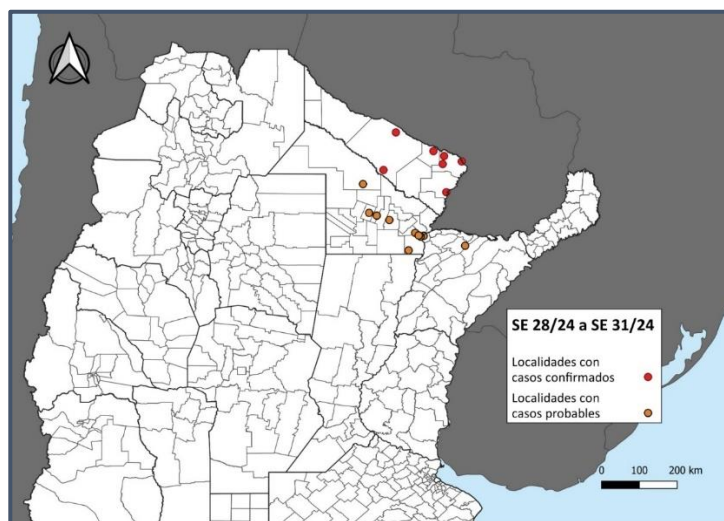 SE 28/24 a SE 31/24
Localidades con
casos confirmados
Localidades con
casos probables
0 100 200 km